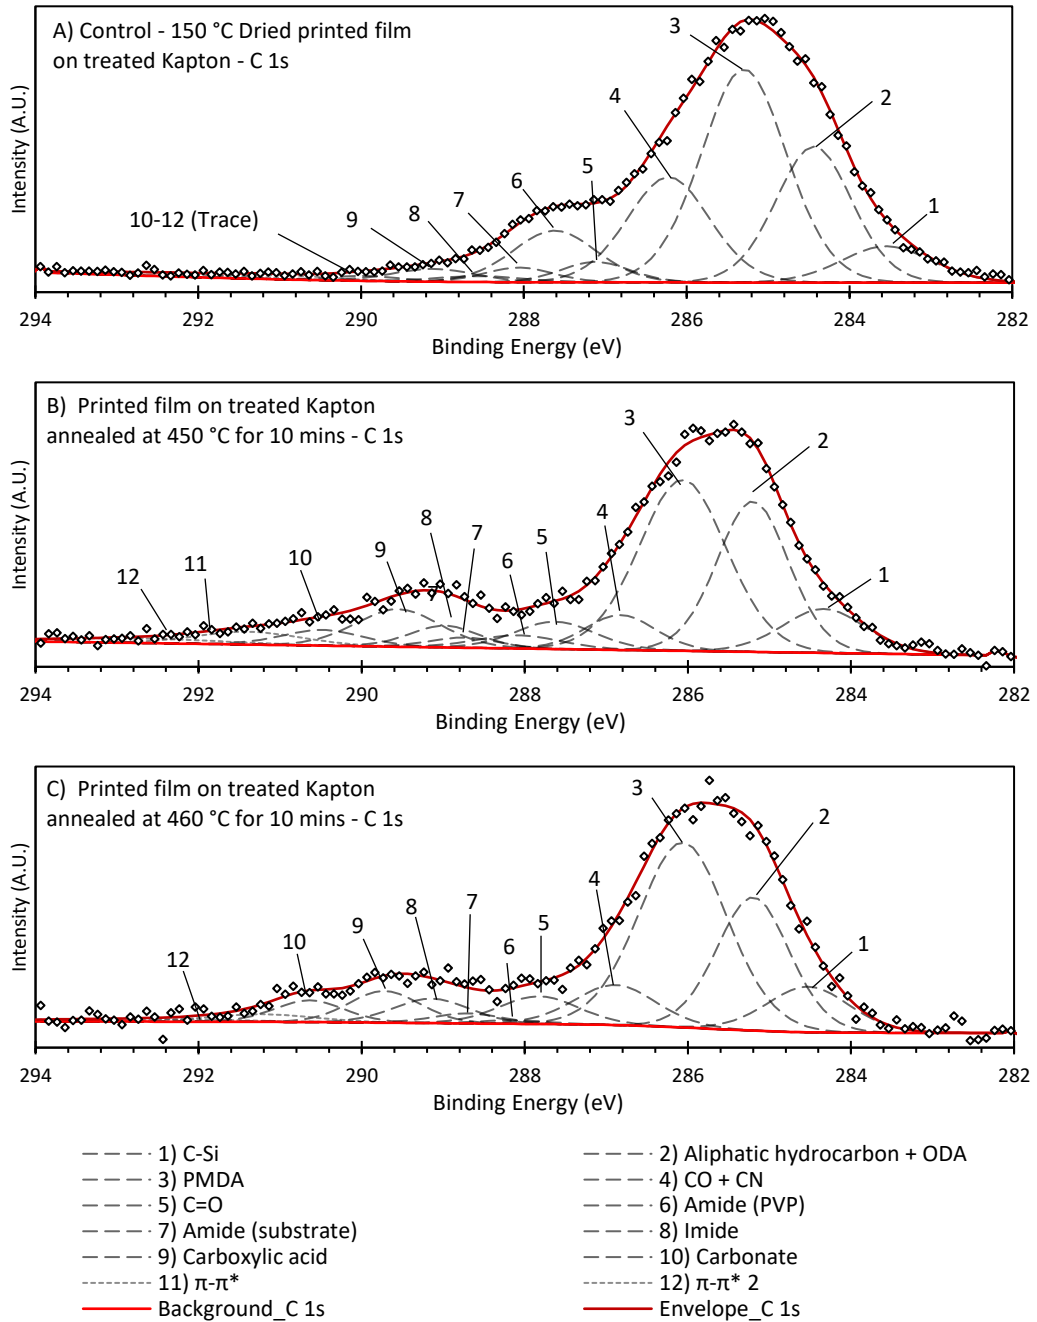 A) Control - 150 °C Dried printed film
on treated Kapton - C 1s
Intensity (A.U.)
10-12 (Trace)
9
8
7
6
5
4
3
2
1
294
292
290
288
286
284
282
Binding Energy (eV)
B) Printed film on treated Kapton
annealed at 450 °C for 10 mins - C 1s
Intensity (A.U.)
12
11
10
9
8
7
6
5
4
3
2
1
294
292
290
288
286
284
282
Binding Energy (eV)
C) Printed film on treated Kapton
annealed at 460 °C for 10 mins - C 1s
Intensity (A.U.)
12
10
9
8
7
6
5
4
3
2
1
294
292
290
288
286
284
282
Binding Energy (eV)
1) C-Si
2) Aliphatic hydrocarbon + ODA
3) PMDA
4) CO + CN
5) C=O
6) Amide (PVP)
7) Amide (substrate)
8) Imide
9) Carboxylic acid
10) Carbonate
11) π-π*
12) π-π* 2
Background_C 1s
Envelope_C 1s